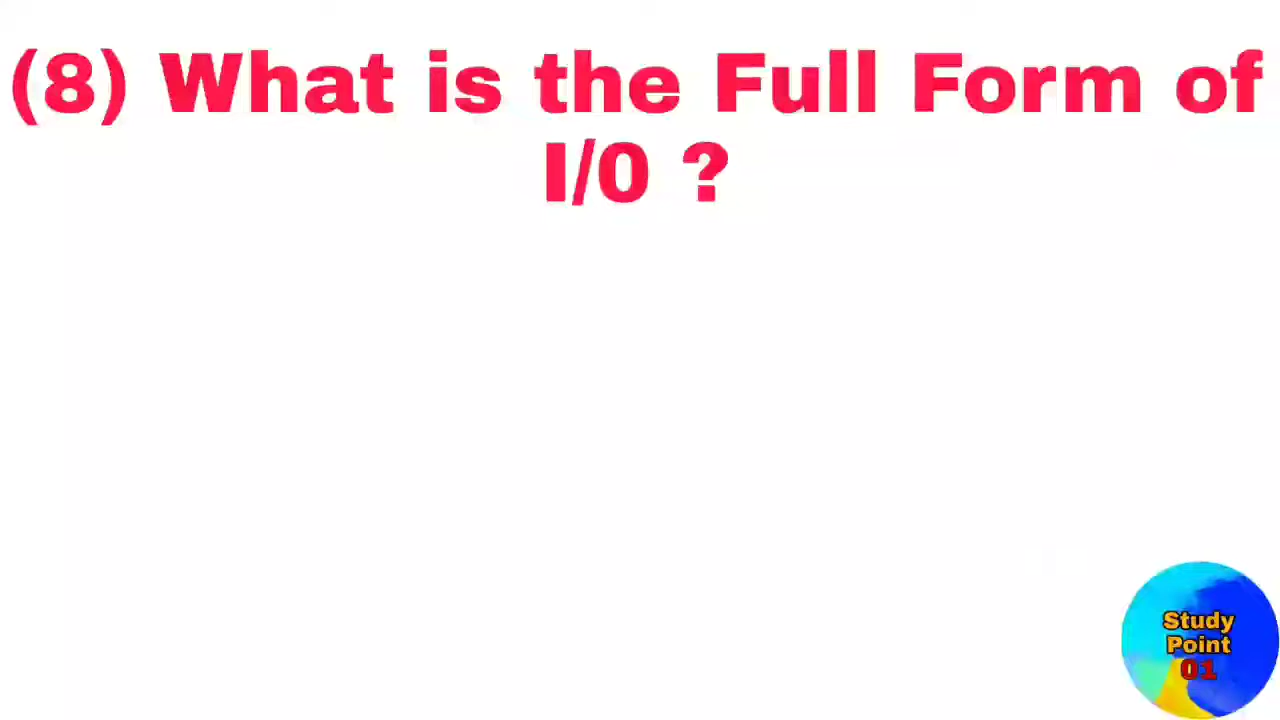 (8) What is the Full Form of
I/0 ?
Study
Point
01